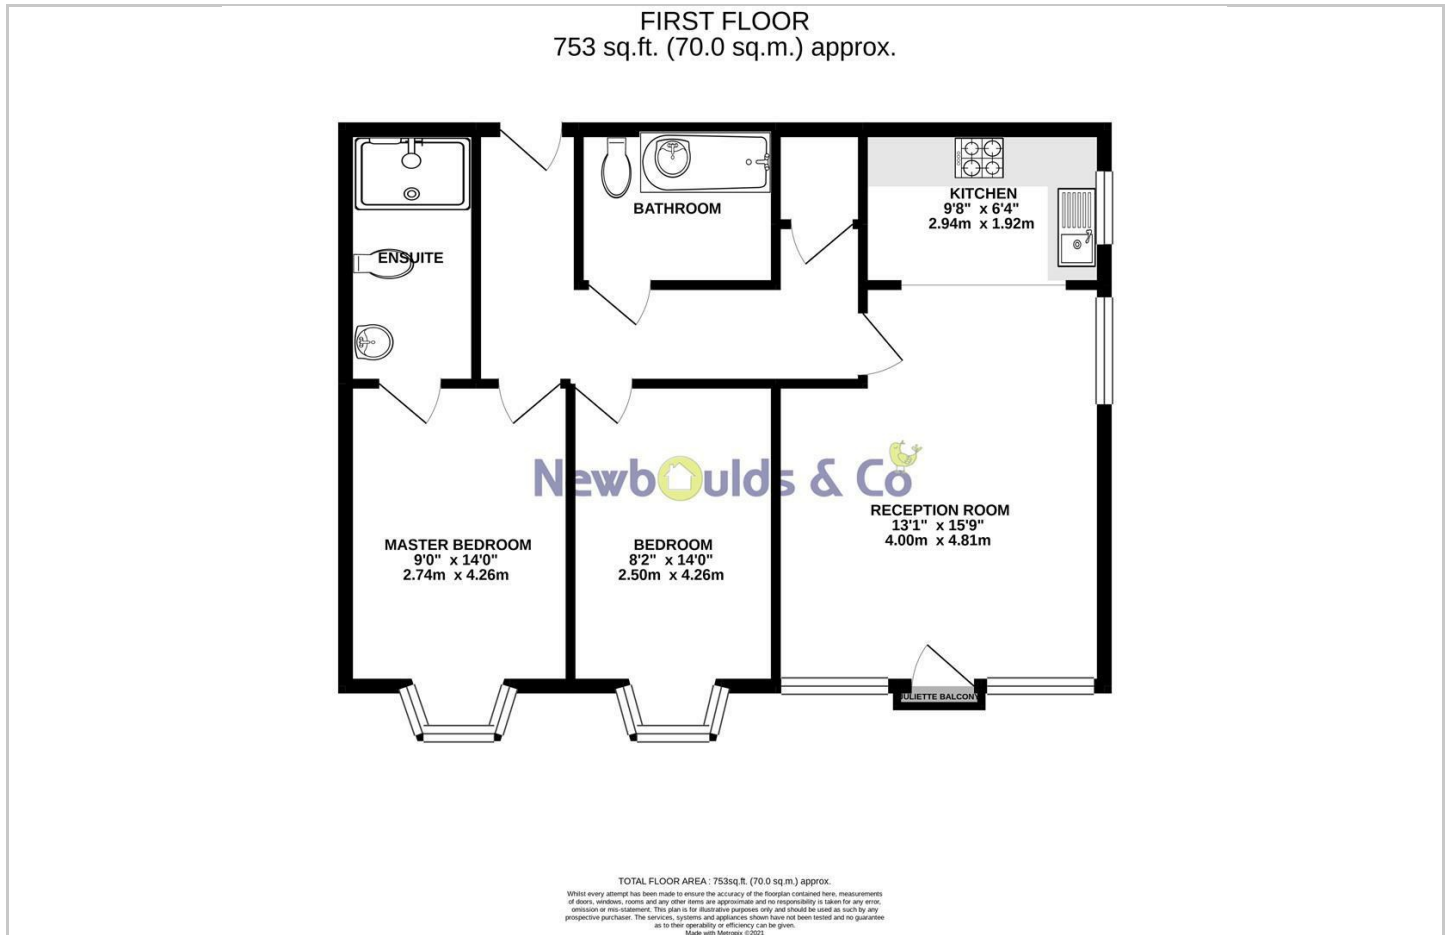 FIRST FLOOR
753 sq.ft. (70.0 sq.m.) approx.
BATHROOM
KITCHEN
9'8" x 6'4"
2.94m x 1.92m
ENSUITE
Newboulds & Co
RECEPTION ROOM
13'1" x 15'9"
4.00m x 4.81m
MASTER BEDROOM
9'0" x 14'0"
2.74m x 4.26m
BEDROOM
8'2" x 14'0"
2.50m x 4.26m
JULIETTE BALCONY
TOTAL FLOOR AREA : 753sq.ft. (70.0 sq.m.) approx.
Whilst every attempt has been made to ensure the accuracy of the floorplan contained here, measurements
of doors, windows, rooms and any other items are approximate and no responsibility is taken for any error,
omission or mis-statement. This plan is for illustrative purposes only and should be used as such by any
prospective purchaser. The services, systems and appliances shown have not been tested and no guarantee
as to their operability or efficiency can be given.
Made with Metropix ©2021